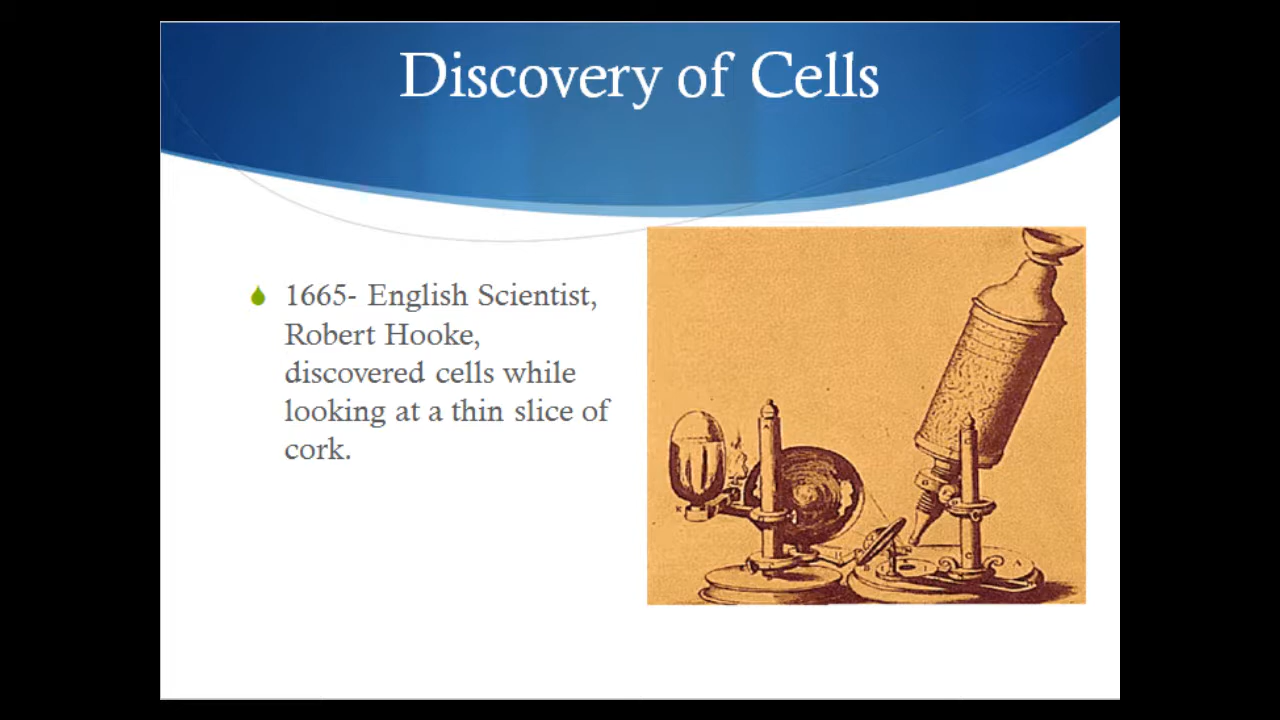 Discovery of Cells
1665- English Scientist,
Robert Hooke,
discovered cells while
looking at a thin slice of
cork.